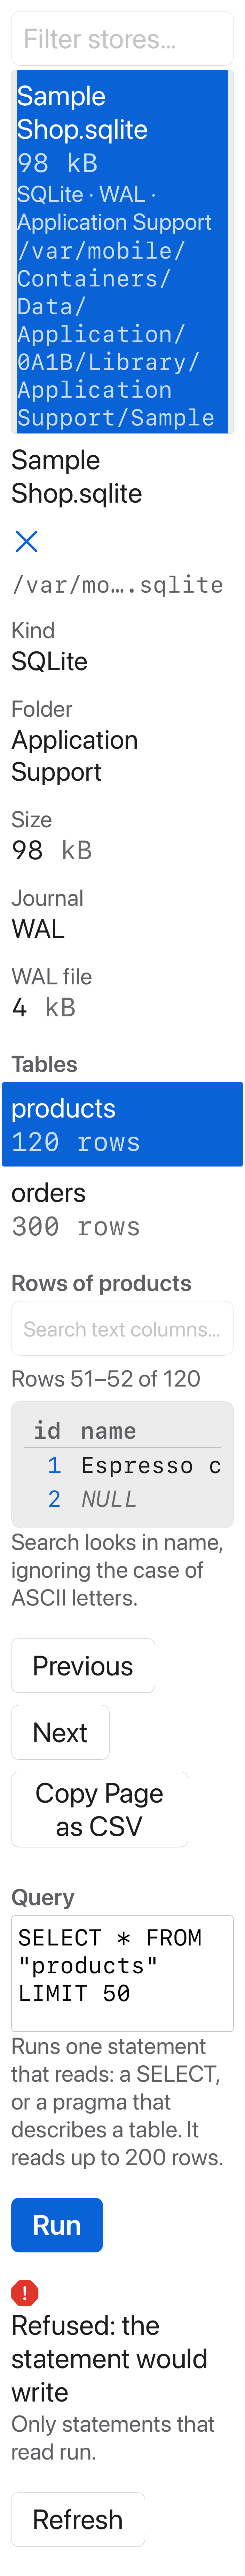 Filter stores...
Sample
Shop.sqlite
98 kB
SQLite · WAL ·
Application Support
/var/mobile/
Containers/
Data/
Application/
0A1B/Library/
Application
Support/Sample
Sample
Shop.sqlite
/var/mo….sqlite
Kind
SQLite
Folder
Application
Support
Size
98 kB
Journal
WAL
WAL file
4 kB
Tables
products
120 rows
orders
300 rows
Rows of products
Search text columns...
Rows 51–52 of 120
id name
1 Espresso c
2 NULL
Search looks in name,
ignoring the case of
ASCII letters.
Previous
Next
Copy Page
as CSV
Query
SELECT * FROM
"products"
LIMIT 50
Runs one statement
that reads: a SELECT,
or a pragma that
describes a table. It
reads up to 200 rows.
Run
Refused: the
statement would
write
Only statements that
read run.
Refresh